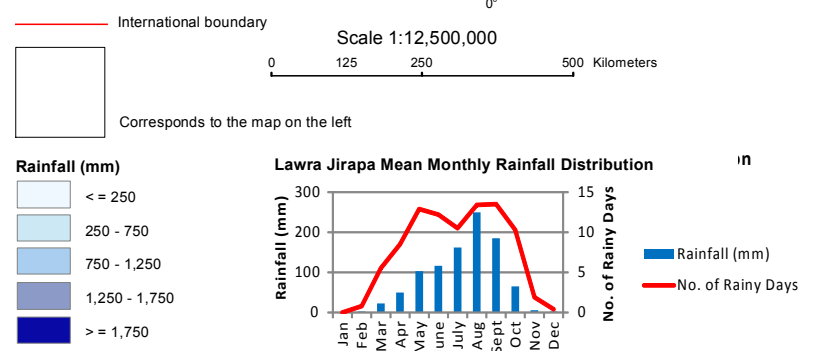 0°
International boundary
Scale 1:12,500,000
0 125 250 500 Kilometers
Corresponds to the map on the left
Rainfall (mm)
< = 250
250 - 750
750 - 1,250
1,250 - 1,750
> = 1,750
Lawra Jirapa Mean Monthly Rainfall Distribution
Rainfall (mm)
300
200
100
0
15
10
5
0
No. of Rainy Days
Jan
Feb
Mar
Apr
May
June
July
Aug
Sept
Oct
Nov
Dec
Rainfall (mm)
No. of Rainy Days